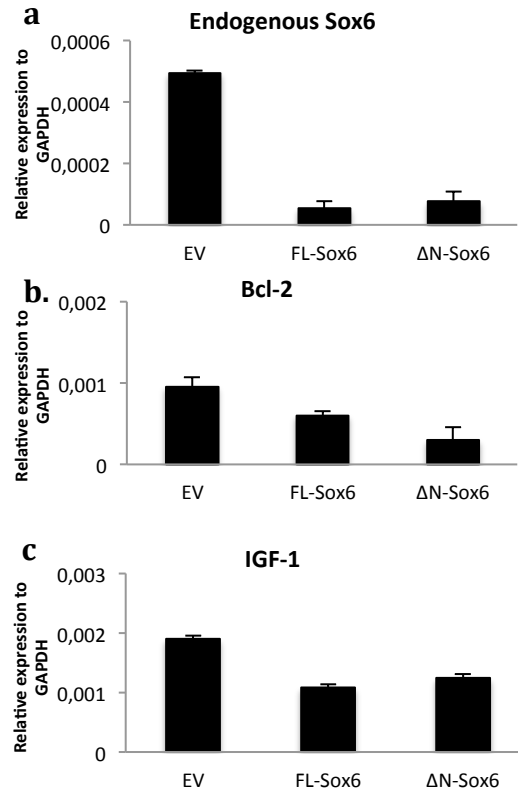 a
Endogenous Sox6
Relative expression to
GAPDH
0,0006
0,0004
0,0002
0
EV FL-Sox6 ΔN-Sox6
b.
Bcl-2
Relative expression to
GAPDH
0,002
0,001
0
EV FL-Sox6 ΔN-Sox6
c
IGF-1
Relative expression to
GAPDH
0,003
0,002
0,001
0
EV FL-Sox6 ΔN-Sox6